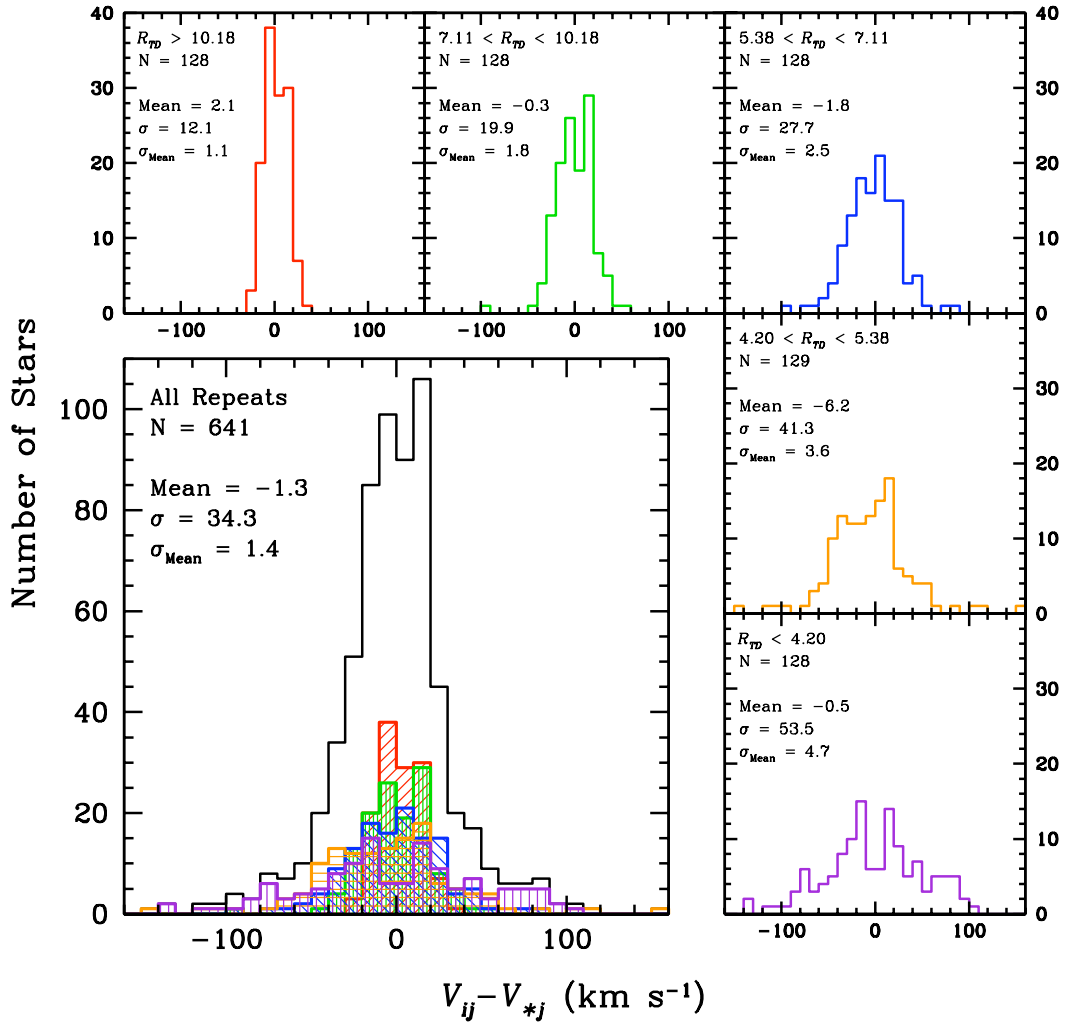 R_TD > 10.18
N = 128
Mean = 2.1
σ = 12.1
σ_Mean = 1.1
40
30
20
10
0
−100 0 100
7.11 < R_TD < 10.18
N = 128
Mean = −0.3
σ = 19.9
σ_Mean = 1.8
−100 0 100
5.38 < R_TD < 7.11
N = 128
Mean = −1.8
σ = 27.7
σ_Mean = 2.5
40
30
20
10
0
4.20 < R_TD < 5.38
N = 129
Mean = −6.2
σ = 41.3
σ_Mean = 3.6
30
20
10
0
R_TD < 4.20
N = 128
Mean = −0.5
σ = 53.5
σ_Mean = 4.7
30
20
10
0
−100 0 100
All Repeats
N = 641
Mean = −1.3
σ = 34.3
σ_Mean = 1.4
100
80
60
40
20
0
−100 0 100
Number of Stars
V_ij−V_*j (km s⁻¹)